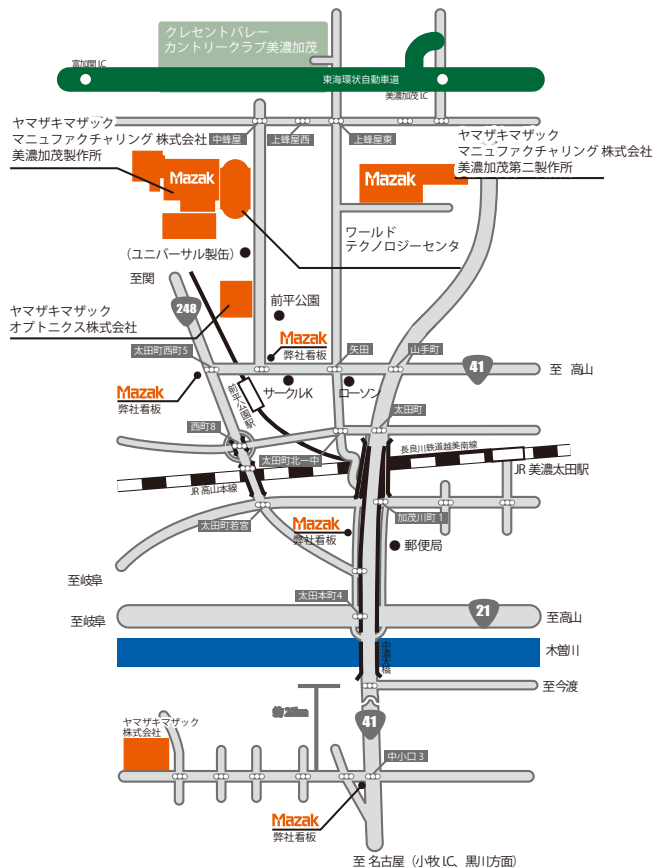 クレセントバレー
カントリークラブ美濃加茂
富加関I.C
東海環状自動車道
美濃加茂I.C
ヤマザキマザック
マニュファクチャリング 株式会社
美濃加茂製作所
中蜂屋
上蜂屋西
上蜂屋東
ヤマザキマザック
マニュファクチャリング 株式会社
美濃加茂第二製作所
Mazak
Mazak
ワールド
テクノロジーセンタ
（ユニバーサル製缶）
至関
248
前平公園
ヤマザキマザック
オプトニクス株式会社
Mazak
弊社看板
太田町西町5
矢田
山手町
41
至 高山
Mazak
弊社看板
サークルK
ローソン
前平公園駅
太田町
西町8
太田町北一中
長良川鉄道越美南線
JR 美濃太田駅
JR 高山本線
太田町若宮
Mazak
弊社看板
加茂川町 1
郵便局
至岐阜
太田本町4
至岐阜
21
至高山
木曽川
中濃大橋
至今渡
41
ヤマザキマザック
株式会社
中小口 3
Mazak
弊社看板
至 名古屋（小牧 I.C、黒川方面）